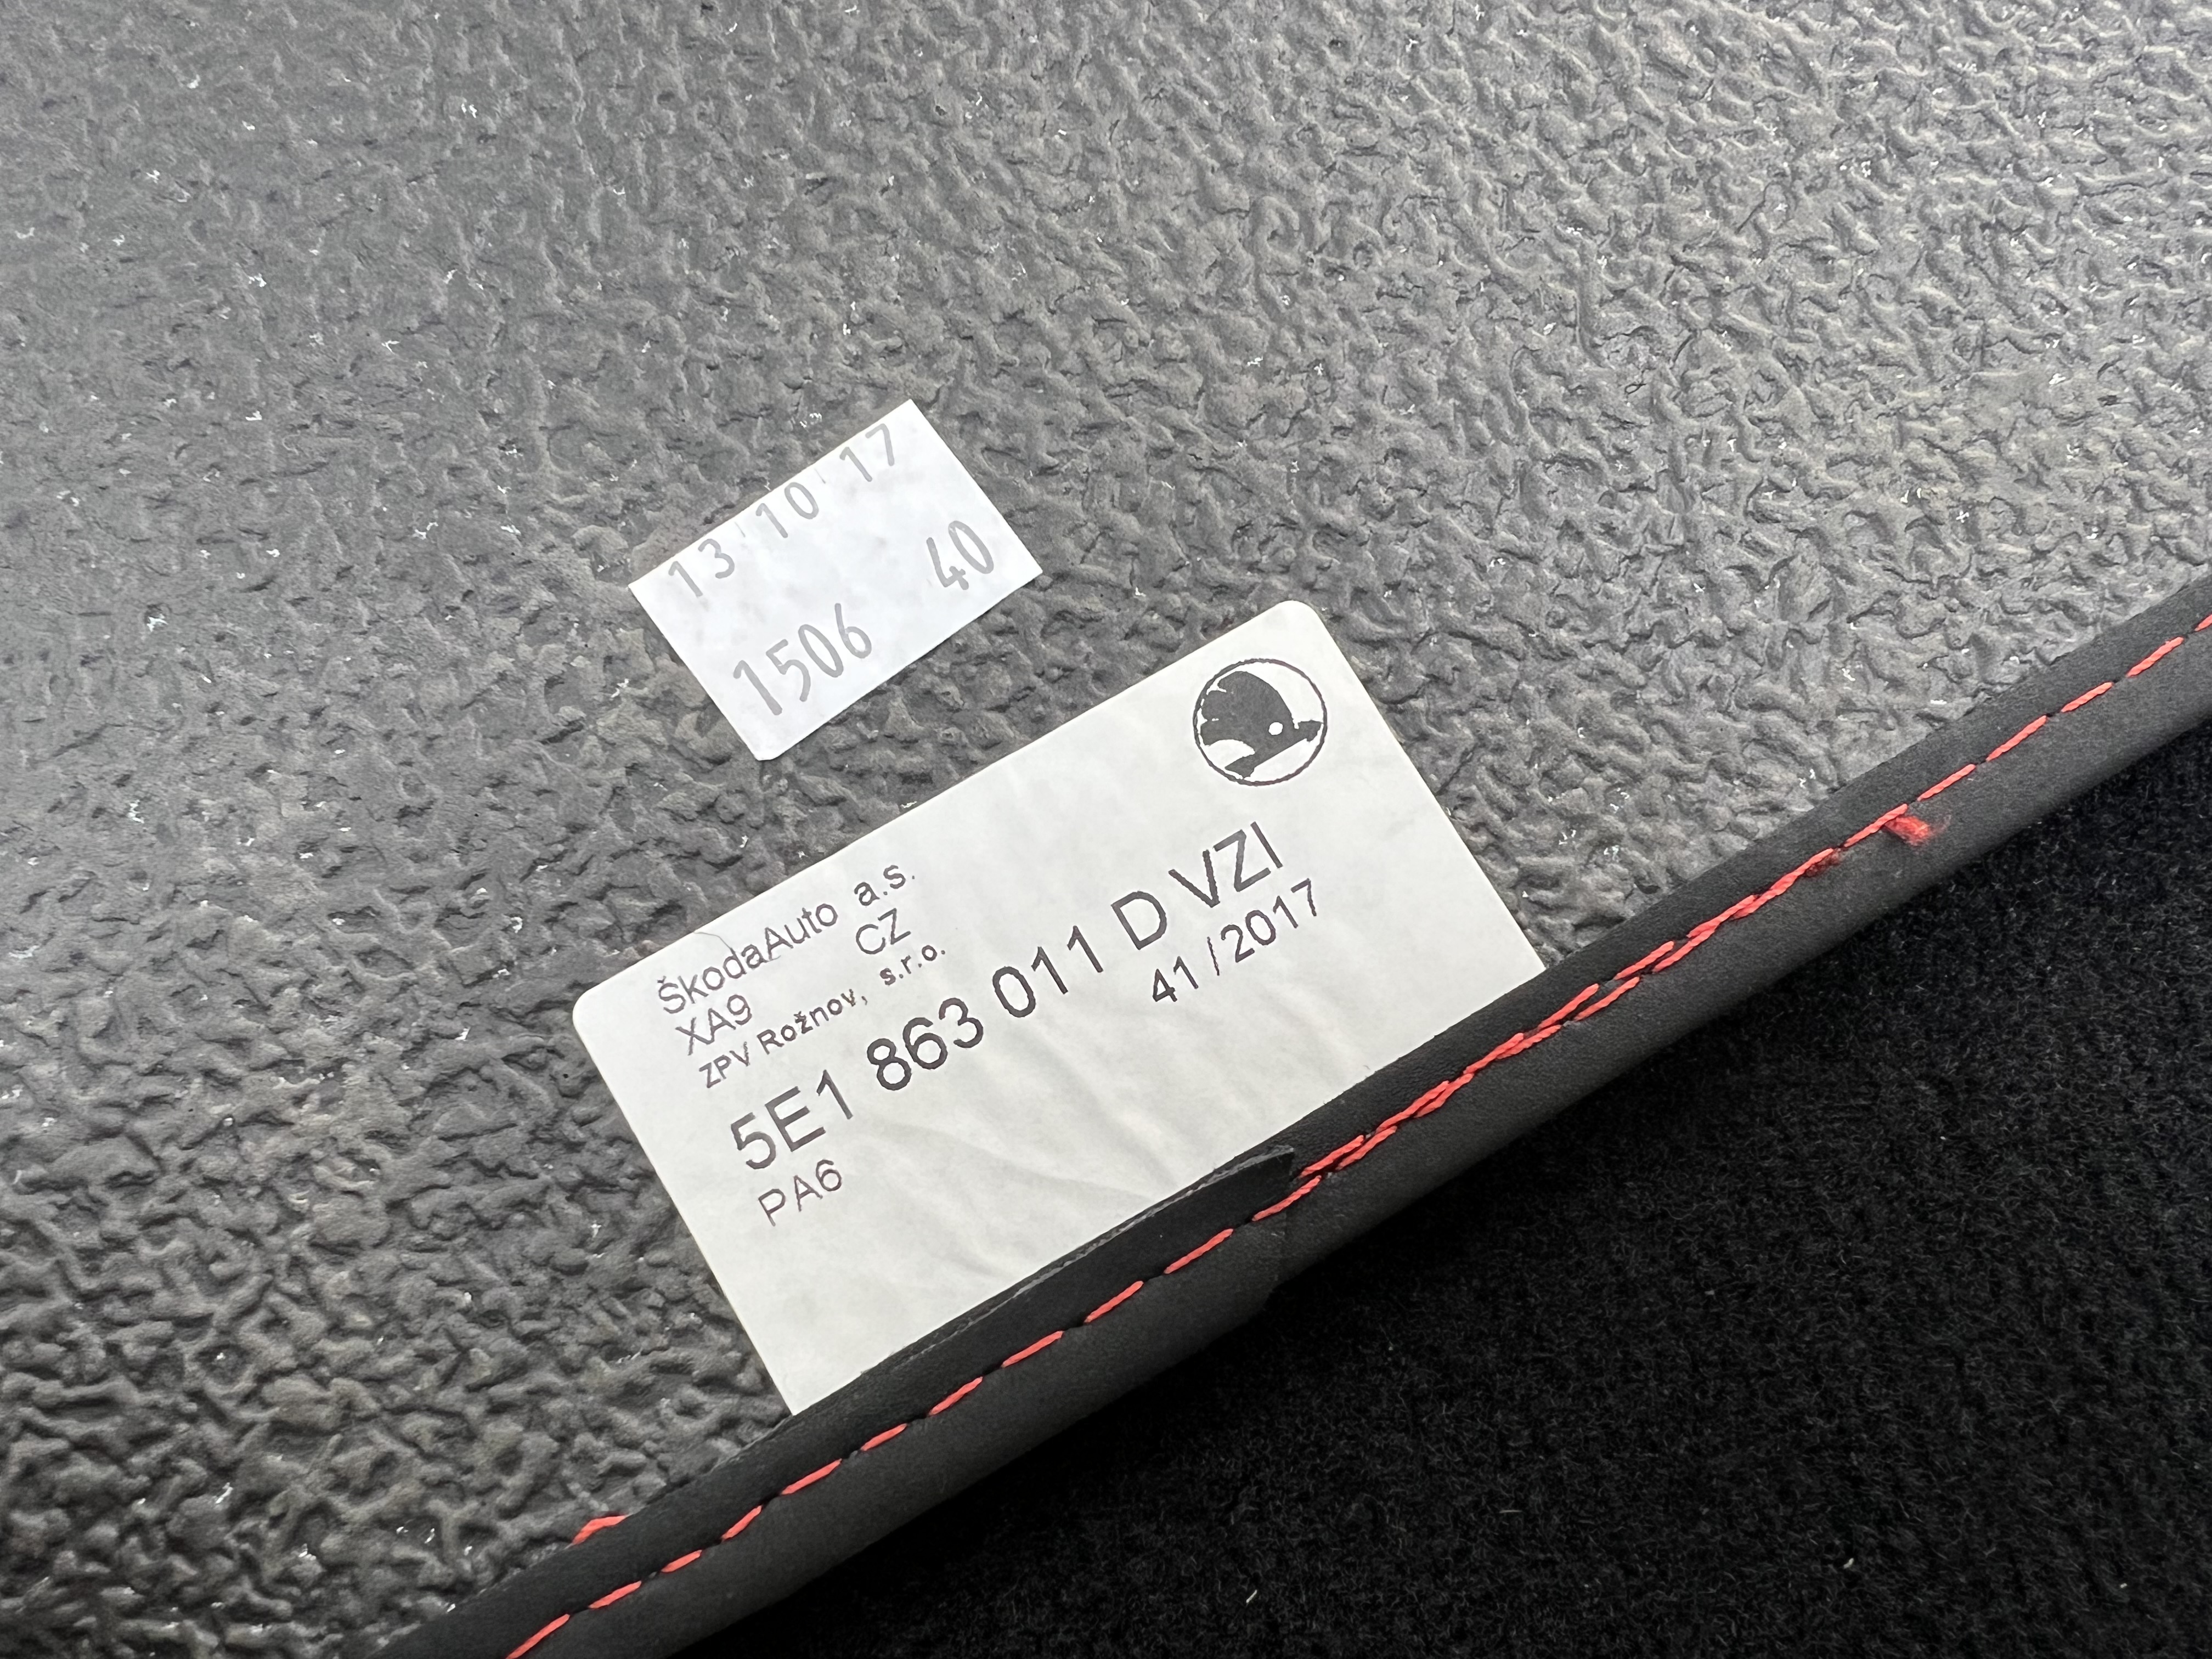 13 10 17
1506 40
ŠkodaAuto a.s.
XA9 CZ
ZPV Rožnov, s.r.o.
5E1 863 011 D VZI
41/2017
PA6